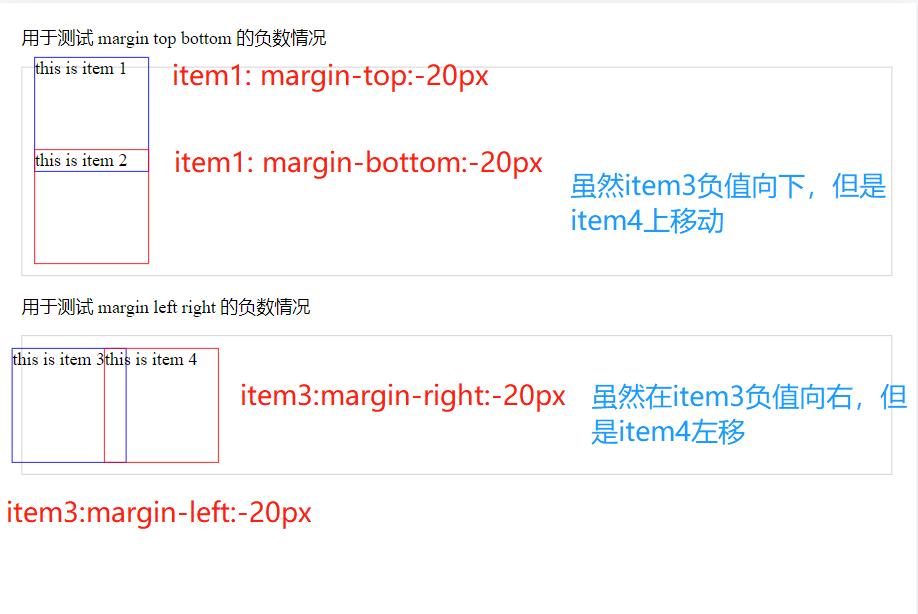 用于测试 margin top bottom 的负数情况
this is item 1
item1: margin-top:-20px
this is item 2
item1: margin-bottom:-20px
虽然item3负值向下，但是
item4上移动
用于测试 margin left right 的负数情况
this is item 3
this is item 4
item3:margin-right:-20px
虽然在item3负值向右，但
是item4左移
item3:margin-left:-20px